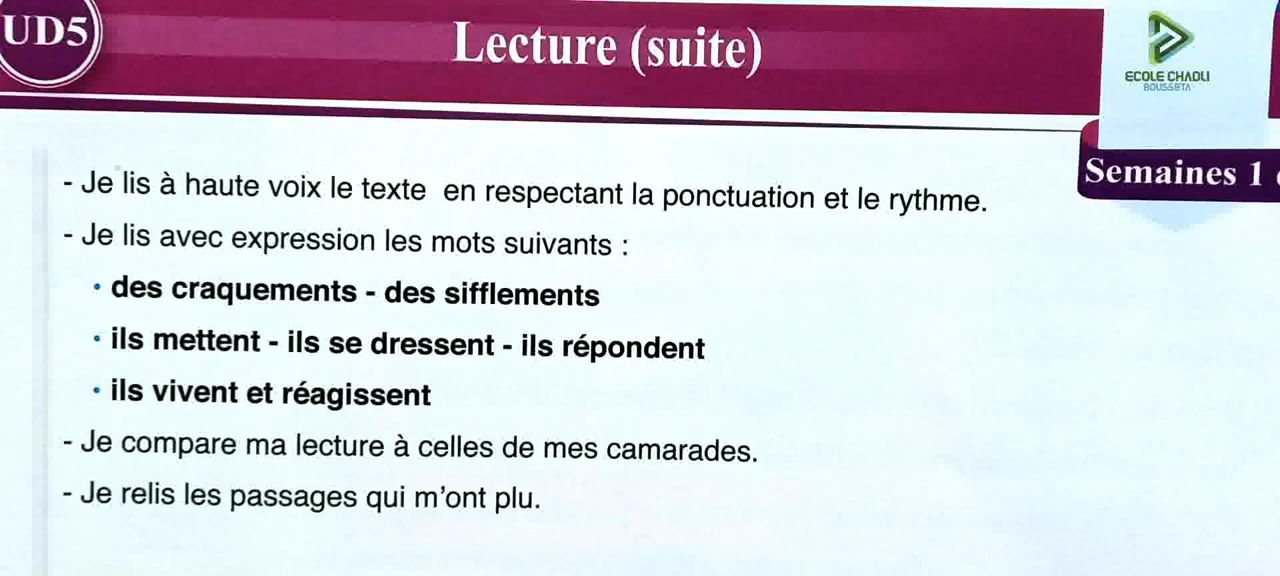 UD5
Lecture (suite)
ECOLE CHAOLI
BOUSSETA
Semaines 1
- Je lis à haute voix le texte en respectant la ponctuation et le rythme.
- Je lis avec expression les mots suivants :
• des craquements - des sifflements
• ils mettent - ils se dressent - ils répondent
• ils vivent et réagissent
- Je compare ma lecture à celles de mes camarades.
- Je relis les passages qui m'ont plu.